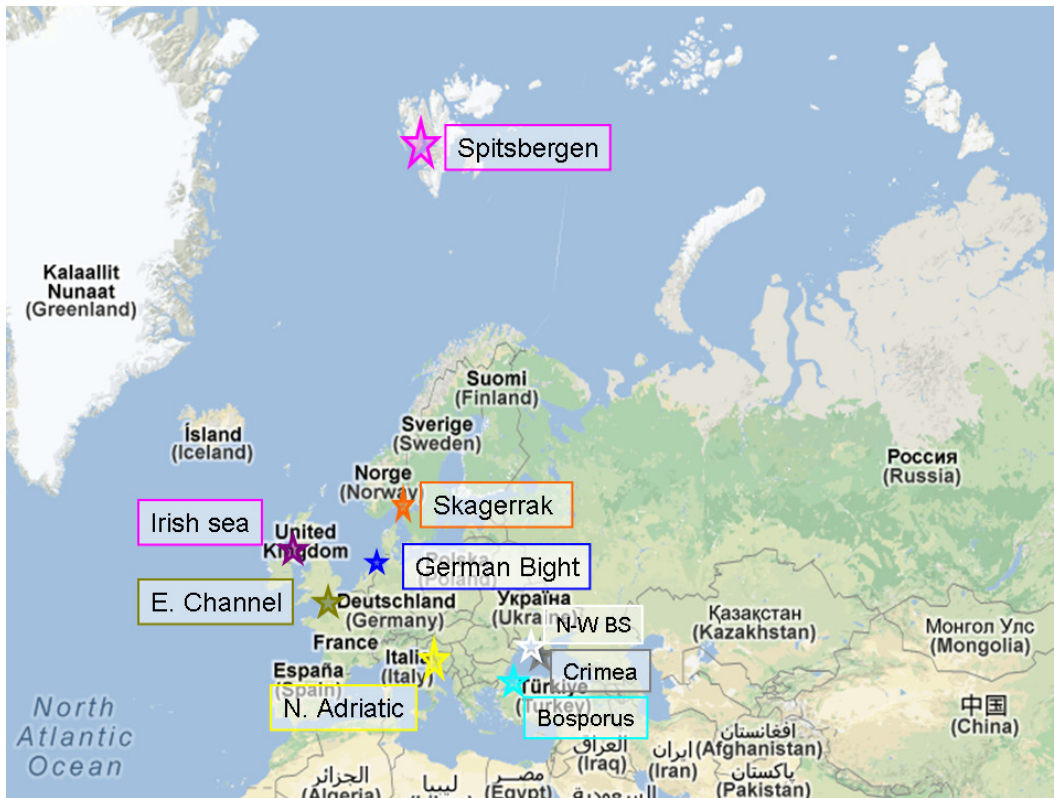 Spitsbergen
Kalaallit
Nunaat
(Greenland)
Suomi
(Finland)
Ísland
(Iceland)
Sverige
(Sweden)
Norge
(Norway)
Россия
(Russia)
Skagerrak
Irish sea
United
Kingdom
Polska
(Poland)
German Bight
E. Channel
Deutschland
(Germany)
Україна
(Ukraine)
N-W BS
Қазақстан
(Kazakhstan)
Монгол Улс
(Mongolia)
France
Italia
(Italy)
España
(Spain)
Crimea
Türkiye
(Turkey)
N. Adriatic
Bosporus
North
Atlantic
Ocean
中国
(China)
افغانستان
(Afghanistan)
ایران
(Iran)
العراق
(Iraq)
پاکستان
(Pakistan)
الجزائر
(Algeria)
ليبيا
مصر
(Egypt)
السعودية